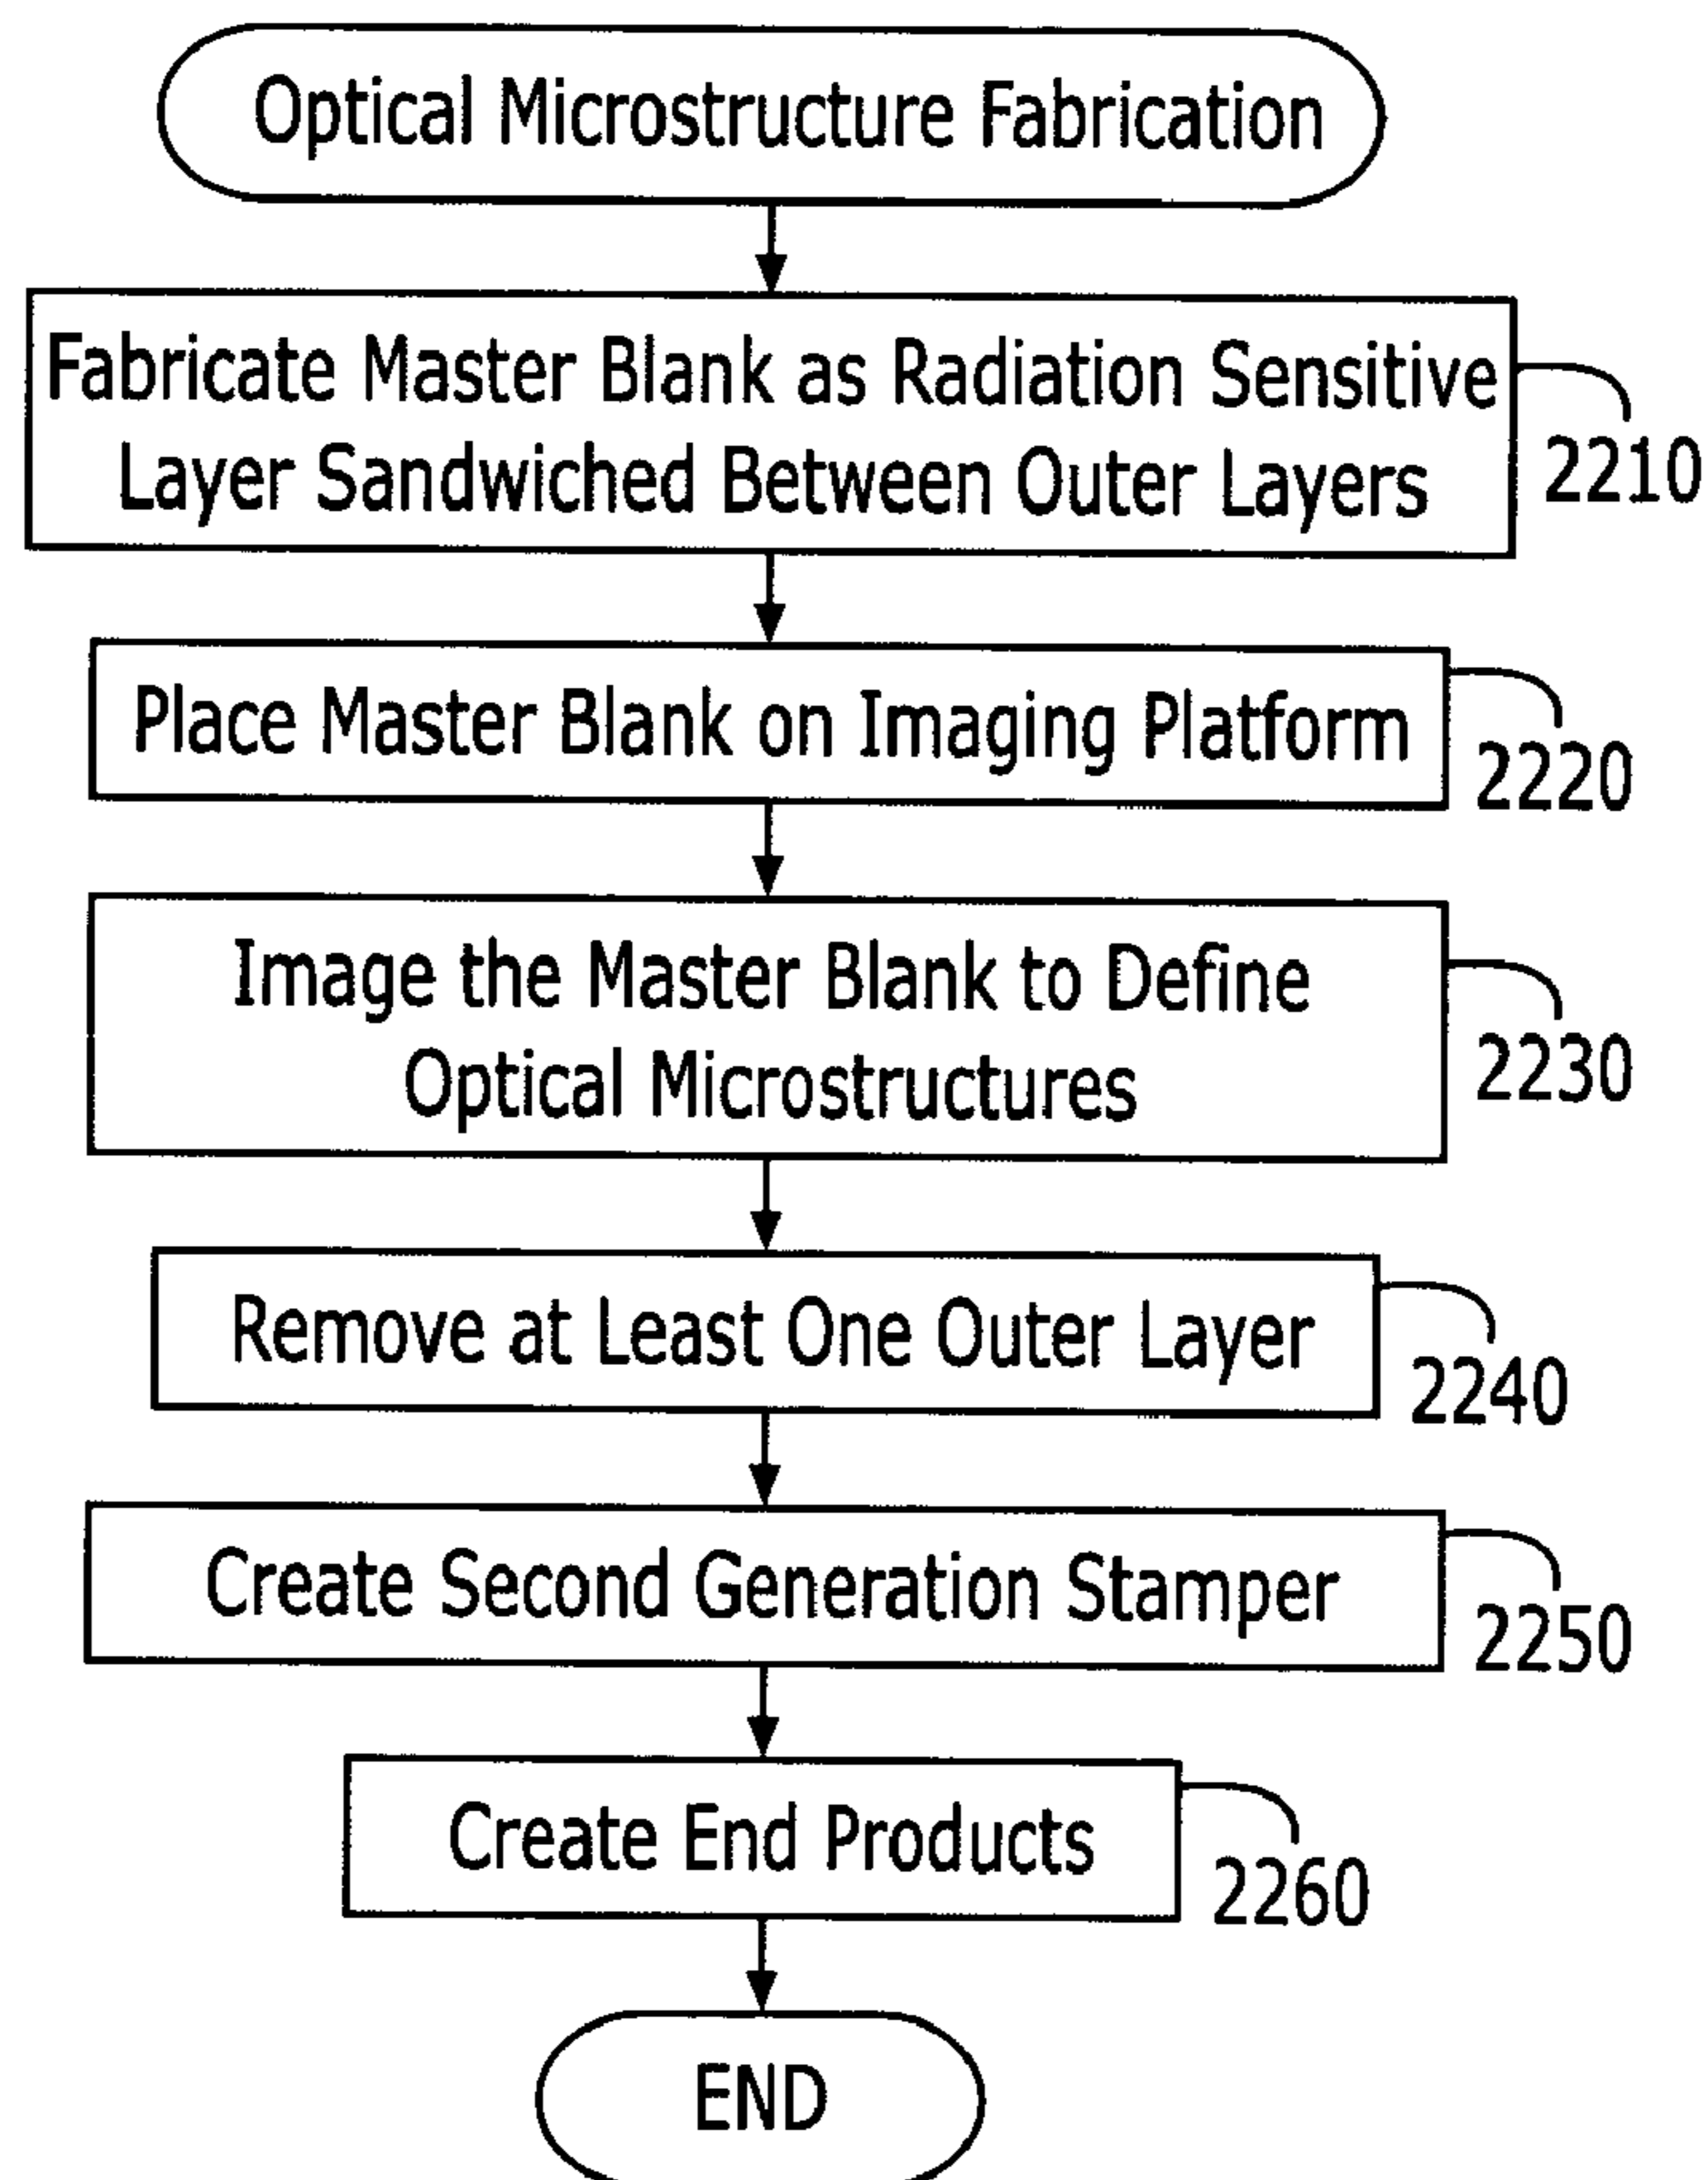 Optical Microstructure Fabrication
Fabricate Master Blank as Radiation Sensitive
Layer Sandwiched Between Outer Layers
2210
Place Master Blank on Imaging Platform
2220
Image the Master Blank to Define
Optical Microstructures
2230
Remove at Least One Outer Layer
2240
Create Second Generation Stamper
2250
Create End Products
2260
END